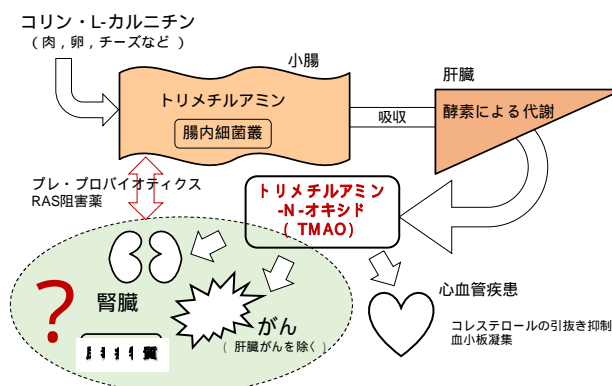 コリン・L-カルニチン
(肉，卵，チーズなど)
小腸
肝臓
トリメチルアミン
腸内細菌叢
吸収
酵素による代謝
プレ・プロバイオティクス
RAS阻害薬
トリメチルアミン
-N-オキシド
(TMAO)
?
腎臓
がん
(肝臓がんを除く)
心血管疾患
コレステロールの引抜き抑制
血小板凝集